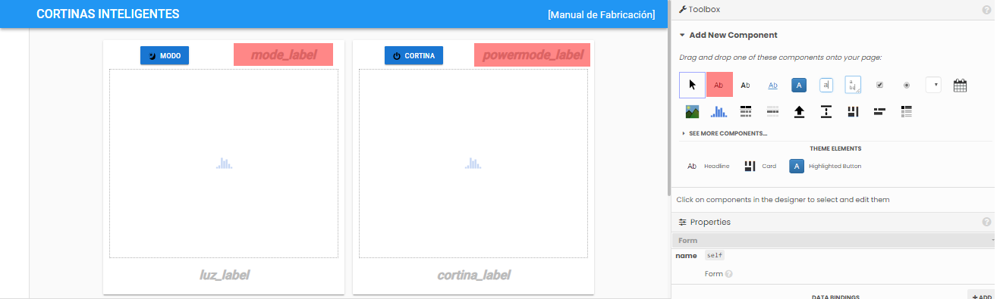 CORTINAS INTELIGENTES
[Manual de Fabricación]
MODO
mode_label
CORTINA
powermode_label
luz_label
cortina_label
Toolbox
Add New Component
Drag and drop one of these components onto your page:
Ab
Ab
Ab
A
a
a
bc
SEE MORE COMPONENTS...
THEME ELEMENTS
Ab Headline
Card
A Highlighted Button
Click on components in the designer to select and edit them
Properties
Form
name self
Form
DATA BINDINGS
+ ADD